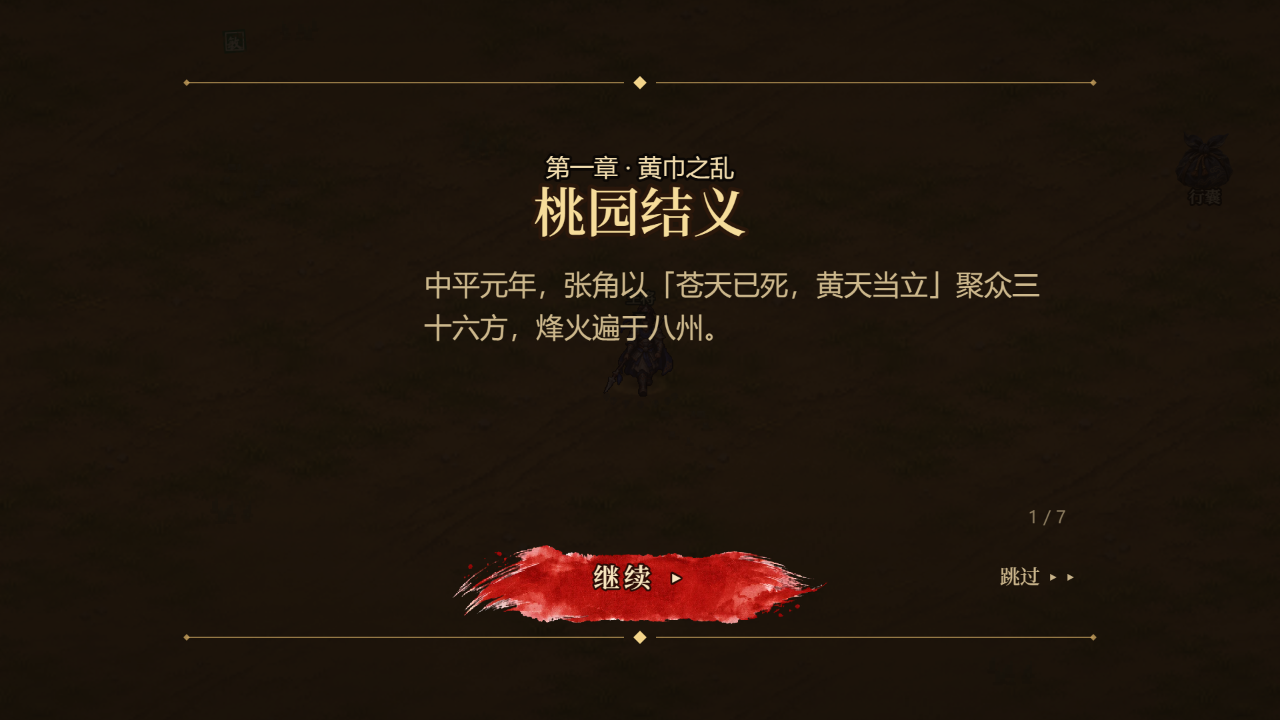 第一章·黄巾之乱
桃园结义
中平元年，张角以「苍天已死，黄天当立」聚众三
十六方，烽火遍于八州。
行囊
1 / 7
继续
跳过